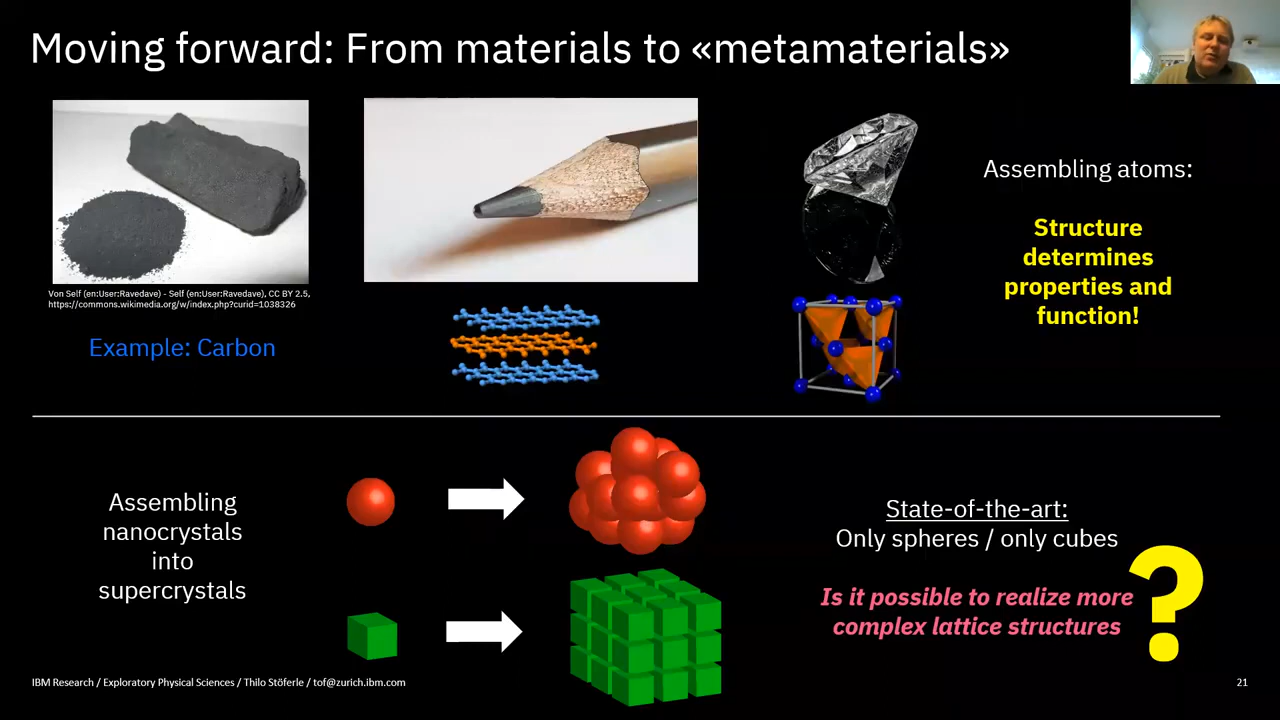 Moving forward: From materials to «metamaterials»
Von Self (en:User:Ravedave) - Self (en:User:Ravedave), CC BY 2.5,
https://commons.wikimedia.org/w/index.php?curid=1038326
Example: Carbon
Assembling atoms:
Structure
determines
properties and
function!
Assembling
nanocrystals
into
supercrystals
State-of-the-art:
Only spheres / only cubes
Is it possible to realize more
complex lattice structures
?
IBM Research / Exploratory Physical Sciences / Thilo Stöferle / tof@zurich.ibm.com
21